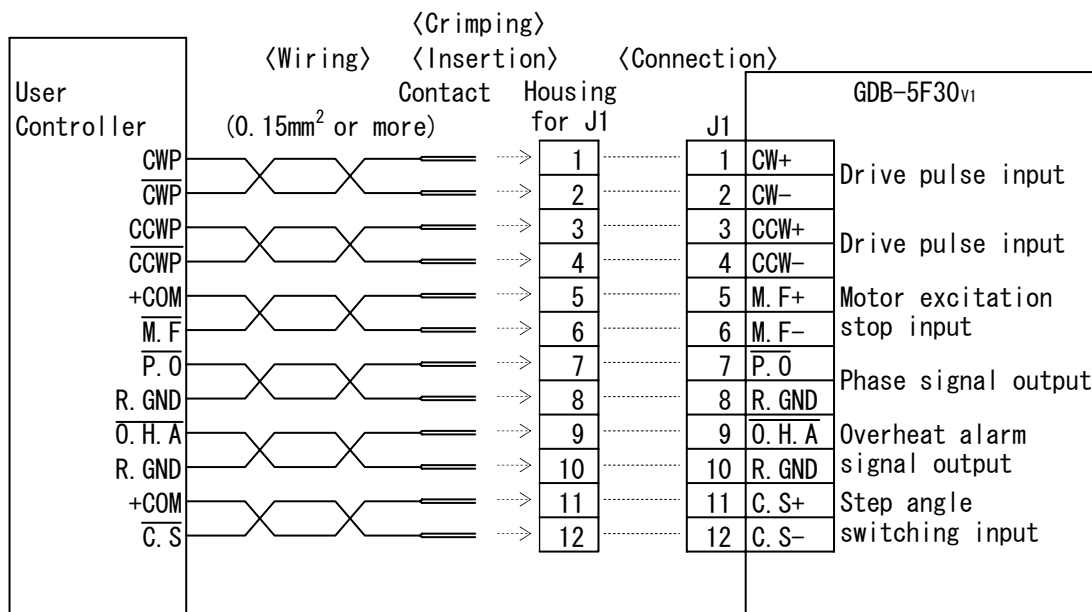 〈Crimping〉
〈Wiring〉 〈Insertion〉 〈Connection〉
User Contact Housing GDB-5F30V1
Controller (0.15mm² or more) for J1 J1
CWP 1 1 CW+
Drive pulse input
C̅W̅P̅ 2 2 CW-
CCWP 3 3 CCW+
Drive pulse input
C̅C̅W̅P̅ 4 4 CCW-
+COM 5 5 M.F+ Motor excitation
M̅.̅F̅ 6 6 M.F- stop input
P̅.̅O̅ 7 7 P̅.̅O̅
Phase signal output
R.GND 8 8 R.GND
O̅.̅H̅.̅A̅ 9 9 O̅.̅H̅.̅A̅ Overheat alarm
R.GND 10 10 R.GND signal output
+COM 11 11 C.S+ Step angle
C̅.̅S̅ 12 12 C.S- switching input